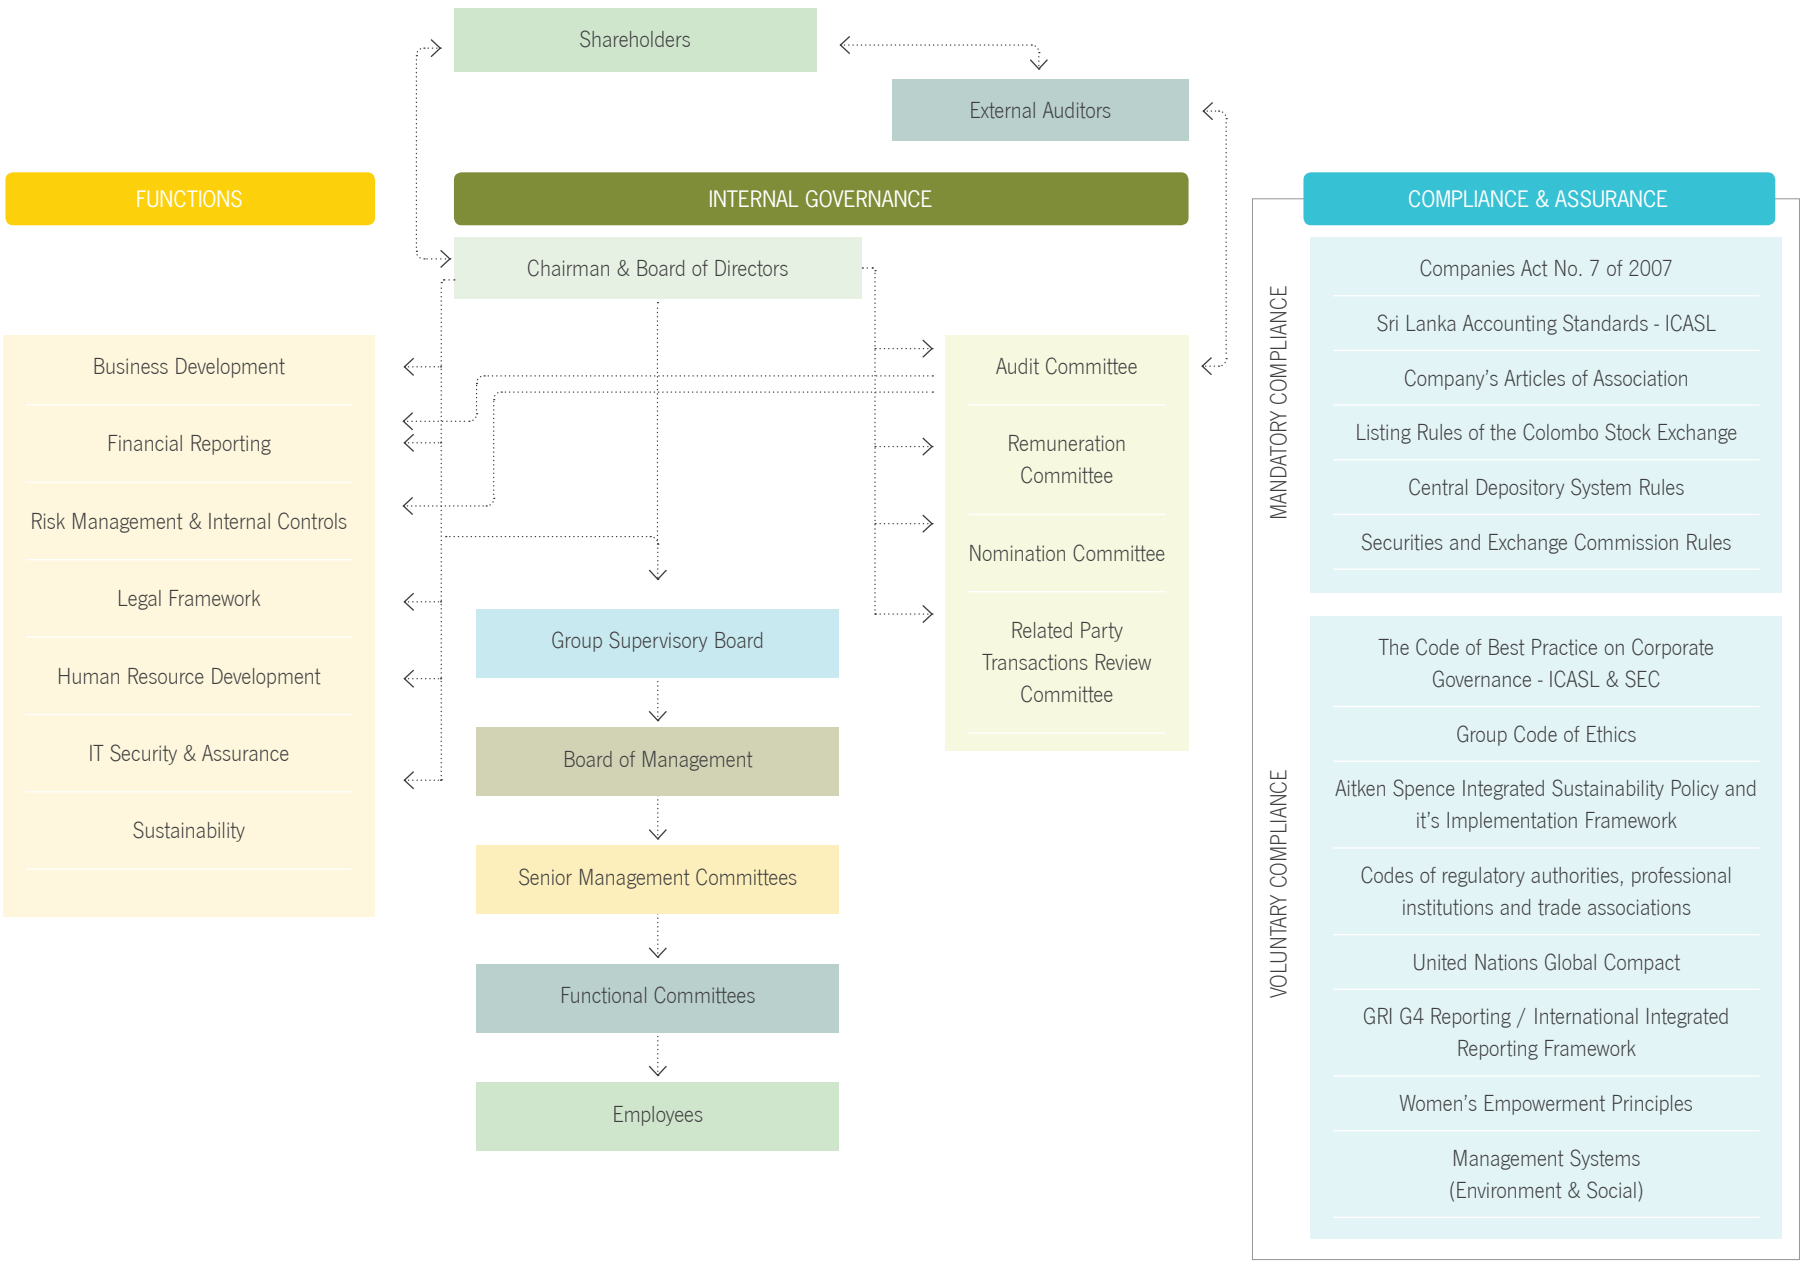 Shareholders
External Auditors
FUNCTIONS
INTERNAL GOVERNANCE
COMPLIANCE & ASSURANCE
Business Development
Financial Reporting
Risk Management & Internal Controls
Legal Framework
Human Resource Development
IT Security & Assurance
Sustainability
Chairman & Board of Directors
Group Supervisory Board
Board of Management
Senior Management Committees
Functional Committees
Employees
Audit Committee
Remuneration
Committee
Nomination Committee
Related Party
Transactions Review
Committee
MANDATORY COMPLIANCE
Companies Act No. 7 of 2007
Sri Lanka Accounting Standards - ICASL
Company’s Articles of Association
Listing Rules of the Colombo Stock Exchange
Central Depository System Rules
Securities and Exchange Commission Rules
VOLUNTARY COMPLIANCE
The Code of Best Practice on Corporate
Governance - ICASL & SEC
Group Code of Ethics
Aitken Spence Integrated Sustainability Policy and
it’s Implementation Framework
Codes of regulatory authorities, professional
institutions and trade associations
United Nations Global Compact
GRI G4 Reporting / International Integrated
Reporting Framework
Women’s Empowerment Principles
Management Systems
(Environment & Social)